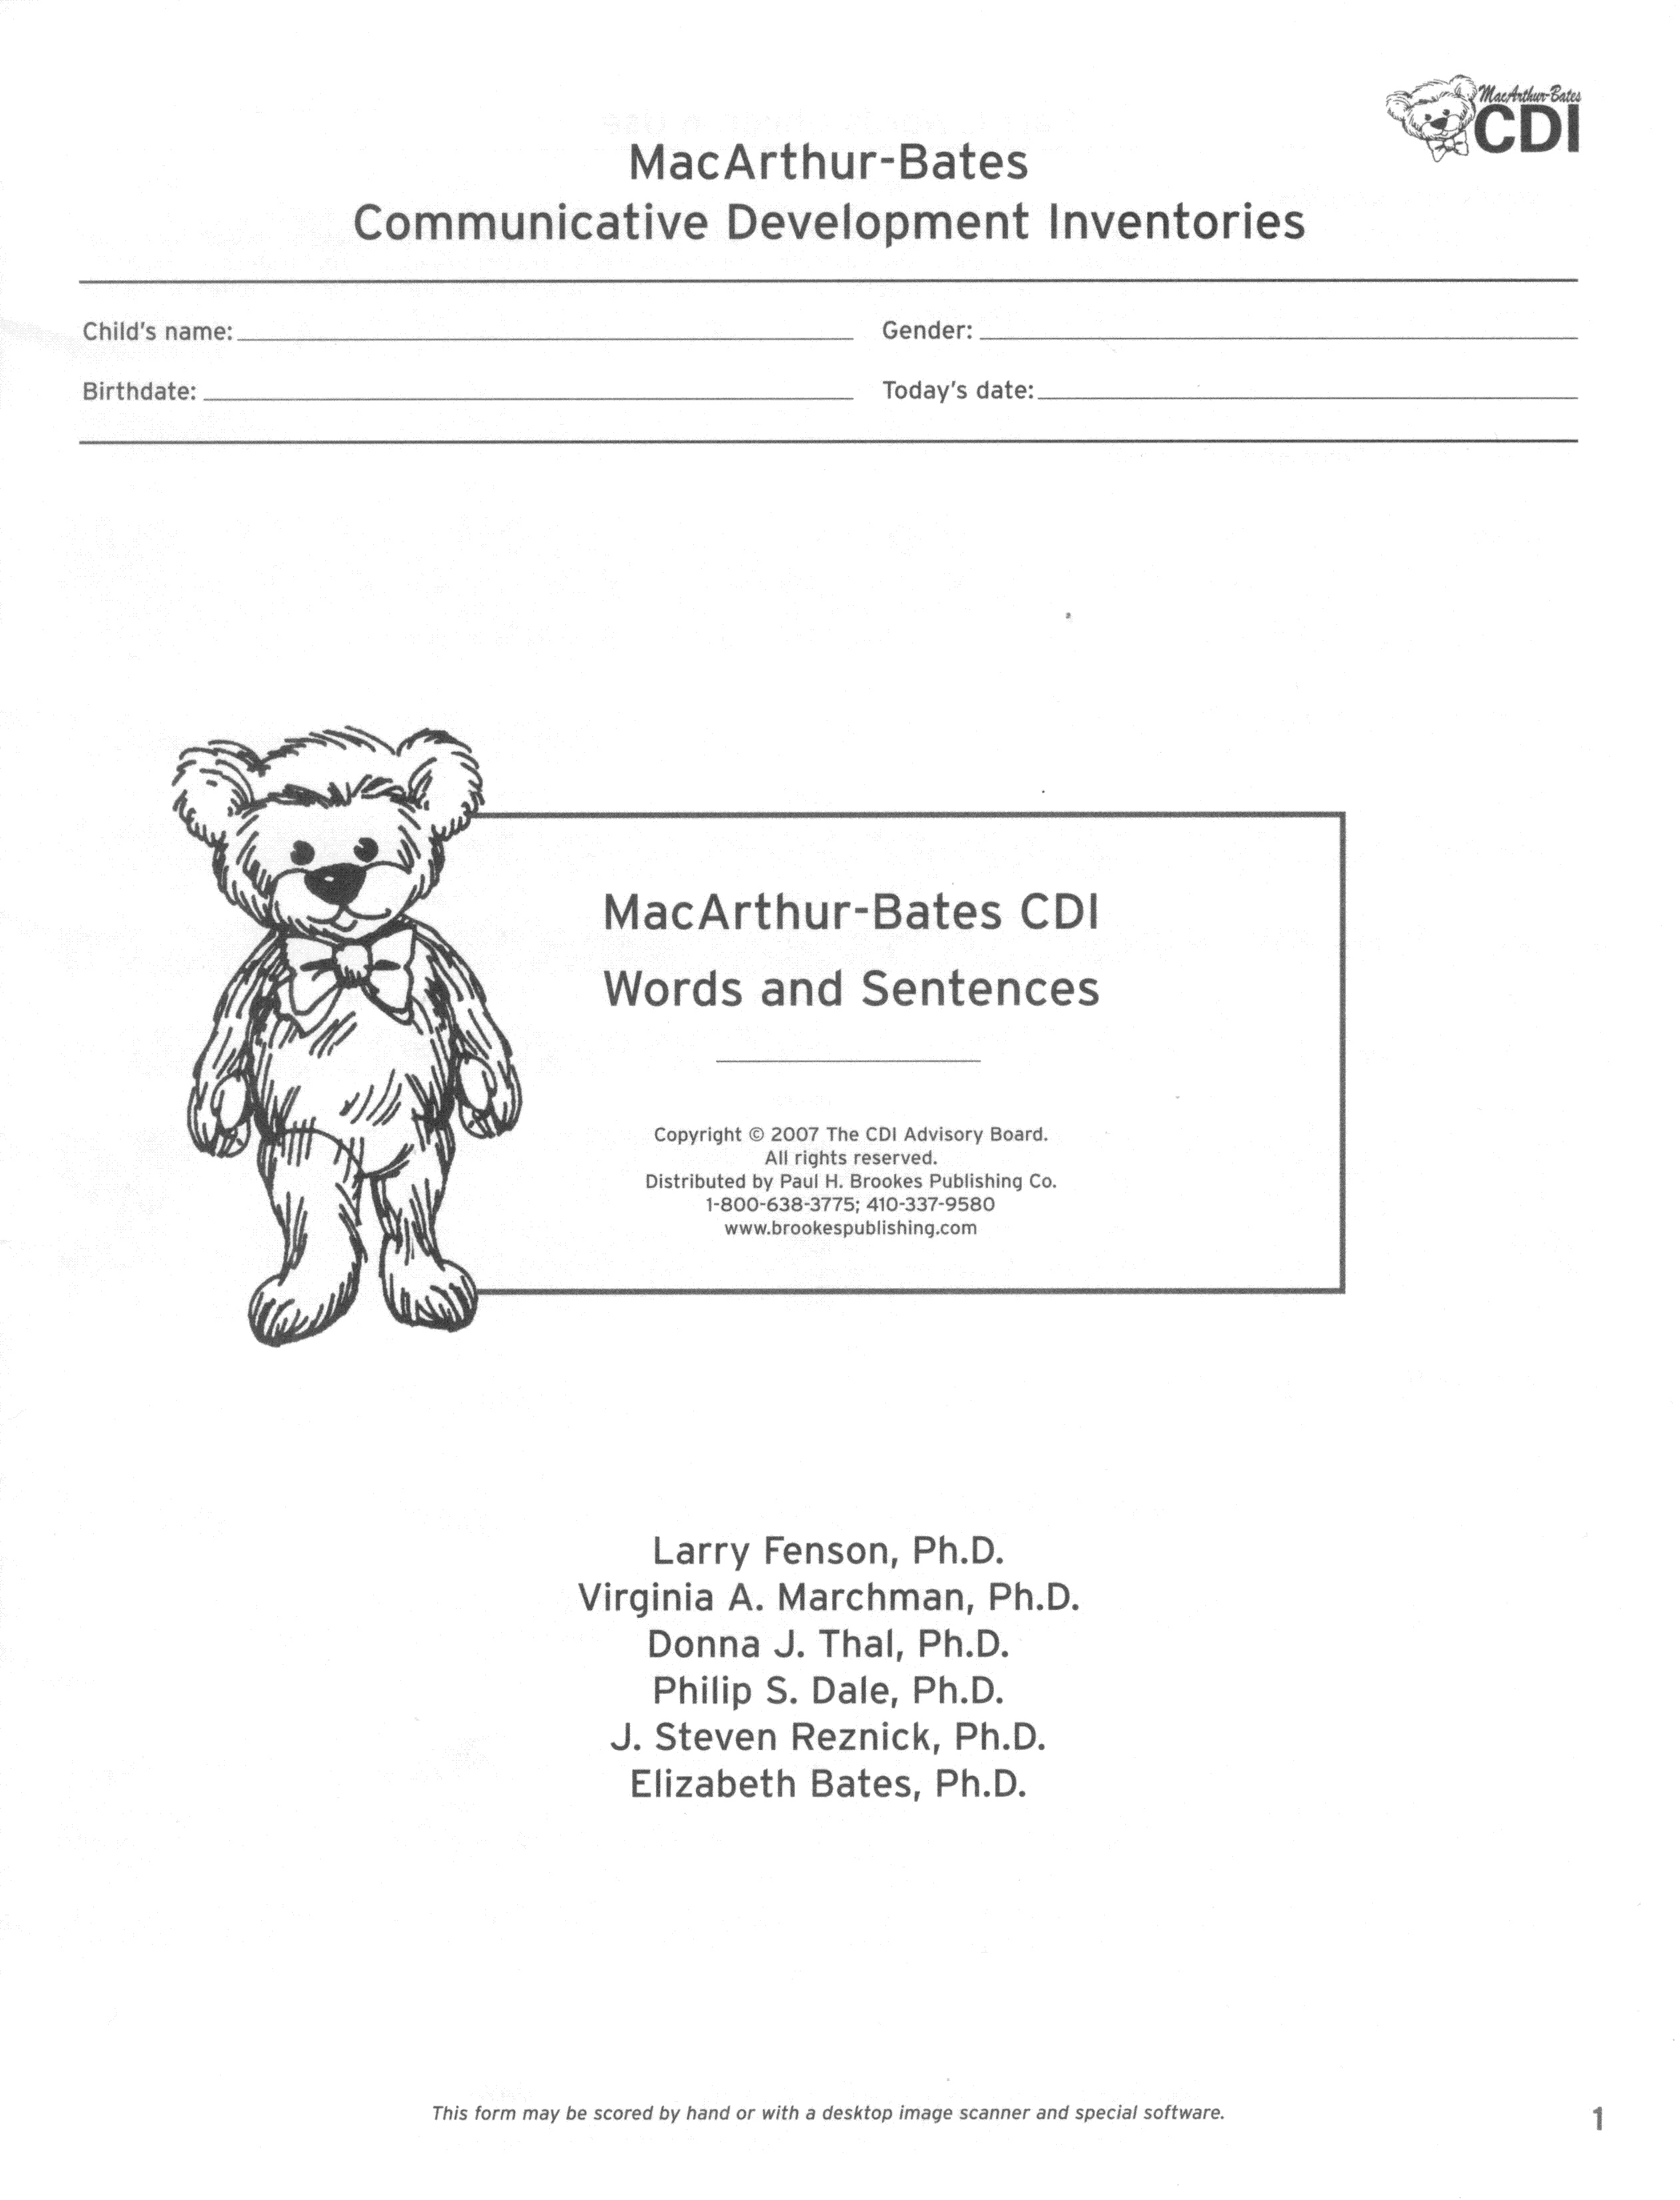 MacArthur-Bates
CDI
MacArthur-Bates
Communicative Development Inventories
Child's name:
Gender:
Birthdate:
Today's date:
MacArthur-Bates CDI
Words and Sentences
Copyright © 2007 The CDI Advisory Board.
All rights reserved.
Distributed by Paul H. Brookes Publishing Co.
1-800-638-3775; 410-337-9580
www.brookespublishing.com
Larry Fenson, Ph.D.
Virginia A. Marchman, Ph.D.
Donna J. Thal, Ph.D.
Philip S. Dale, Ph.D.
J. Steven Reznick, Ph.D.
Elizabeth Bates, Ph.D.
This form may be scored by hand or with a desktop image scanner and special software.
1